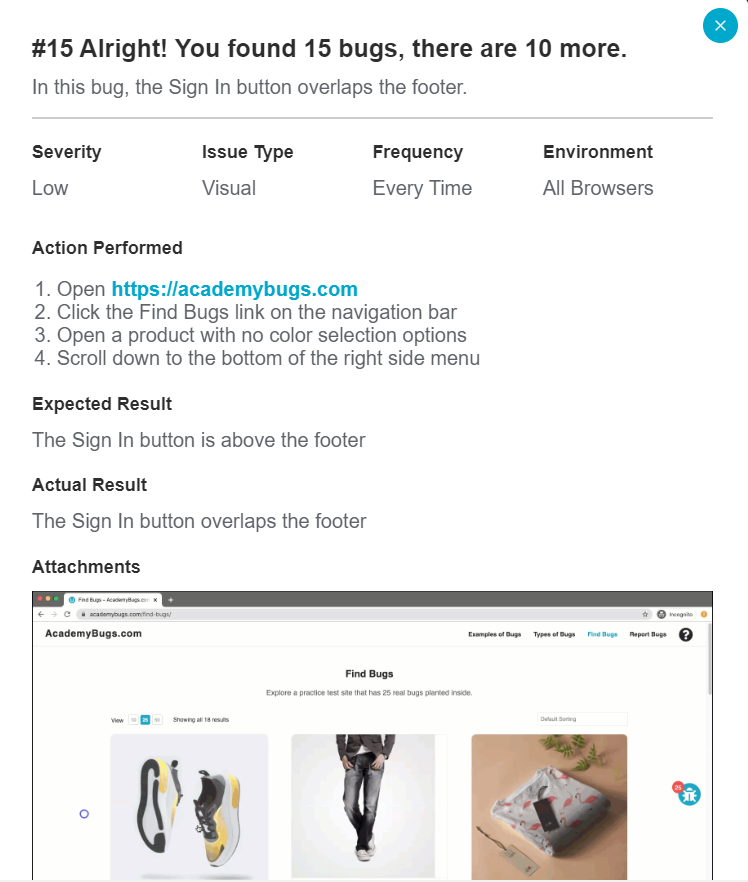 #15 Alright! You found 15 bugs, there are 10 more.
In this bug, the Sign In button overlaps the footer.
Severity Issue Type Frequency Environment
Low Visual Every Time All Browsers
Action Performed
1. Open https://academybugs.com
2. Click the Find Bugs link on the navigation bar
3. Open a product with no color selection options
4. Scroll down to the bottom of the right side menu
Expected Result
The Sign In button is above the footer
Actual Result
The Sign In button overlaps the footer
Attachments
Find Bugs – AcademyBugs.com
academybugs.com/find-bugs/ Incognito
AcademyBugs.com Examples of Bugs Types of Bugs Find Bugs Report Bugs ?
Find Bugs
Explore a practice test site that has 25 real bugs planted inside.
View 10 25 50 Showing all 18 results Default Sorting
25